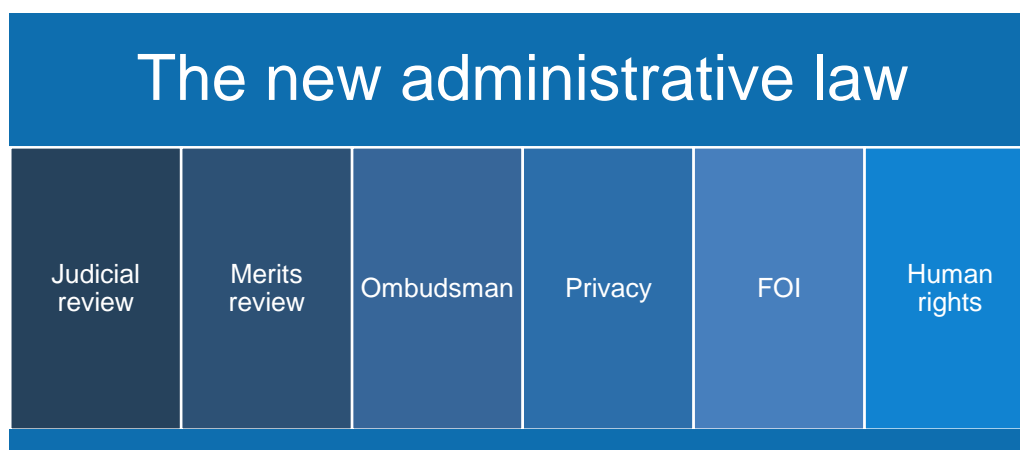 The new administrative law
Judicial
review
Merits
review
Ombudsman
Privacy
FOI
Human
rights